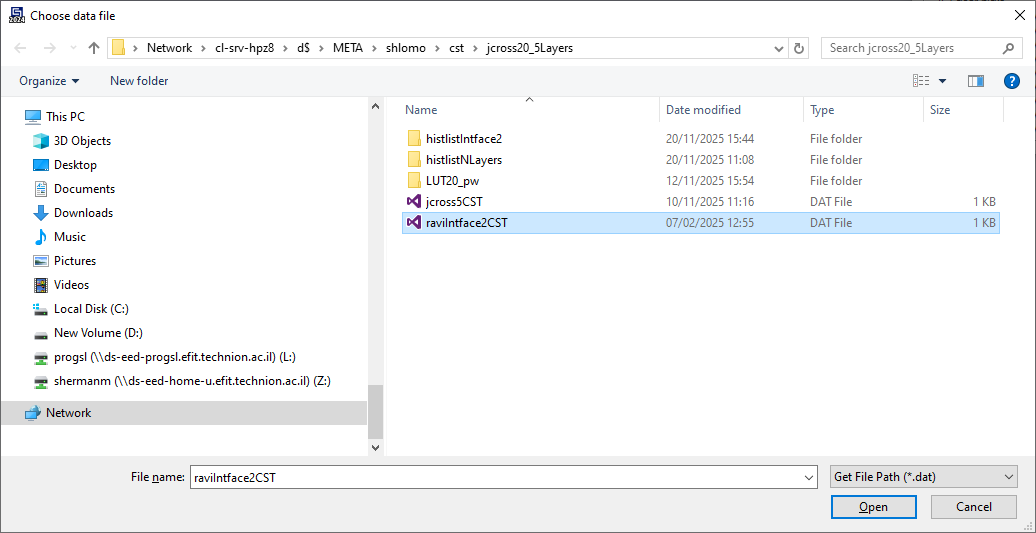 Choose data file
Network > cl-srv-hpz8 > d$ > META > shlomo > cst > jcross20_5Layers
Search jcross20_5Layers
Organize
New folder
This PC
3D Objects
Desktop
Documents
Downloads
Music
Pictures
Videos
Local Disk (C:)
New Volume (D:)
progsl (\\ds-eed-progsl.efit.technion.ac.il) (L:)
shermanm (\\ds-eed-home-u.efit.technion.ac.il) (Z:)
Network
Name Date modified Type Size
histlistIntface2 20/11/2025 15:44 File folder
histlistNLayers 20/11/2025 11:08 File folder
LUT20_pw 12/11/2025 15:54 File folder
jcross5CST 10/11/2025 11:16 DAT File 1 KB
raviIntface2CST 07/02/2025 12:55 DAT File 1 KB
File name: raviIntface2CST
Get File Path (*.dat)
Open
Cancel